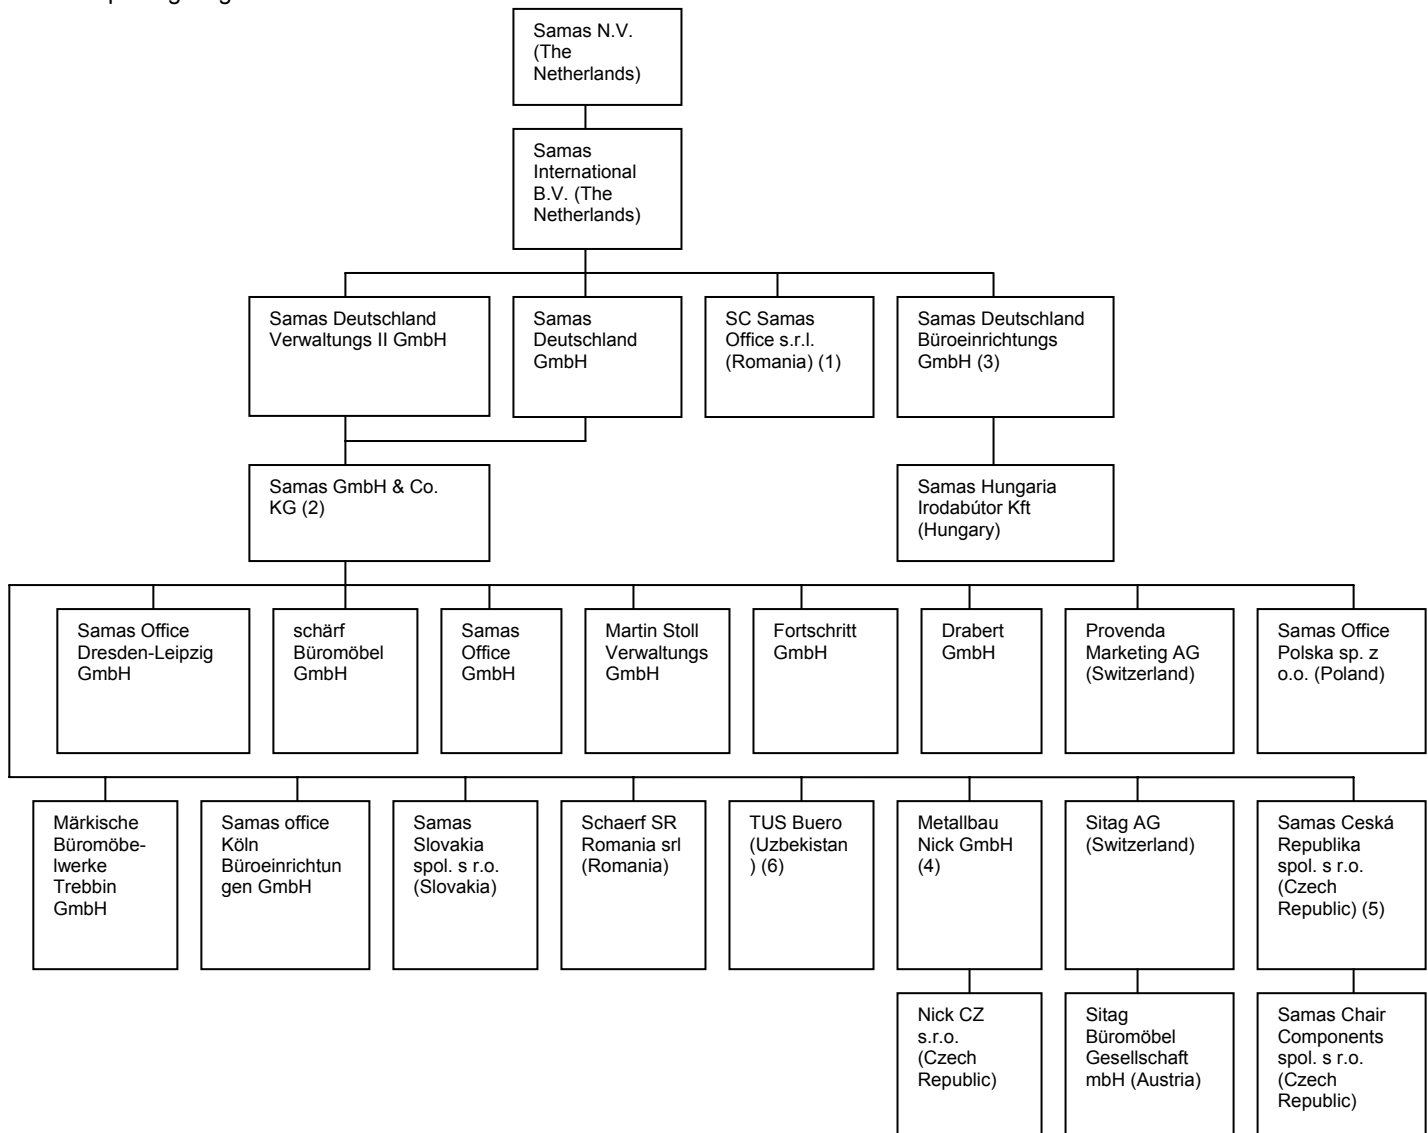 Samas N.V.
(The
Netherlands)
Samas
International
B.V. (The
Netherlands)
Samas Deutschland
Verwaltungs II GmbH
Samas
Deutschland
GmbH
SC Samas
Office s.r.l.
(Romania) (1)
Samas Deutschland
Büroeinrichtungs
GmbH (3)
Samas GmbH & Co.
KG (2)
Samas Hungaria
Irodabútor Kft
(Hungary)
Samas Office
Dresden-Leipzig
GmbH
schärf
Büromöbel
GmbH
Samas
Office
GmbH
Martin Stoll
Verwaltungs
GmbH
Fortschritt
GmbH
Drabert
GmbH
Provenda
Marketing AG
(Switzerland)
Samas Office
Polska sp. z
o.o. (Poland)
Märkische
Büromöbe-
lwerke
Trebbin
GmbH
Samas office
Köln
Büroeinrichtun
gen GmbH
Samas
Slovakia
spol. s r.o.
(Slovakia)
Schaerf SR
Romania srl
(Romania)
TUS Buero
(Uzbekistan
) (6)
Metallbau
Nick GmbH
(4)
Sitag AG
(Switzerland)
Samas Ceská
Republika
spol. s r.o.
(Czech
Republic) (5)
Nick CZ
s.r.o.
(Czech
Republic)
Sitag
Büromöbel
Gesellschaft
mbH (Austria)
Samas Chair
Components
spol. s r.o.
(Czech
Republic)